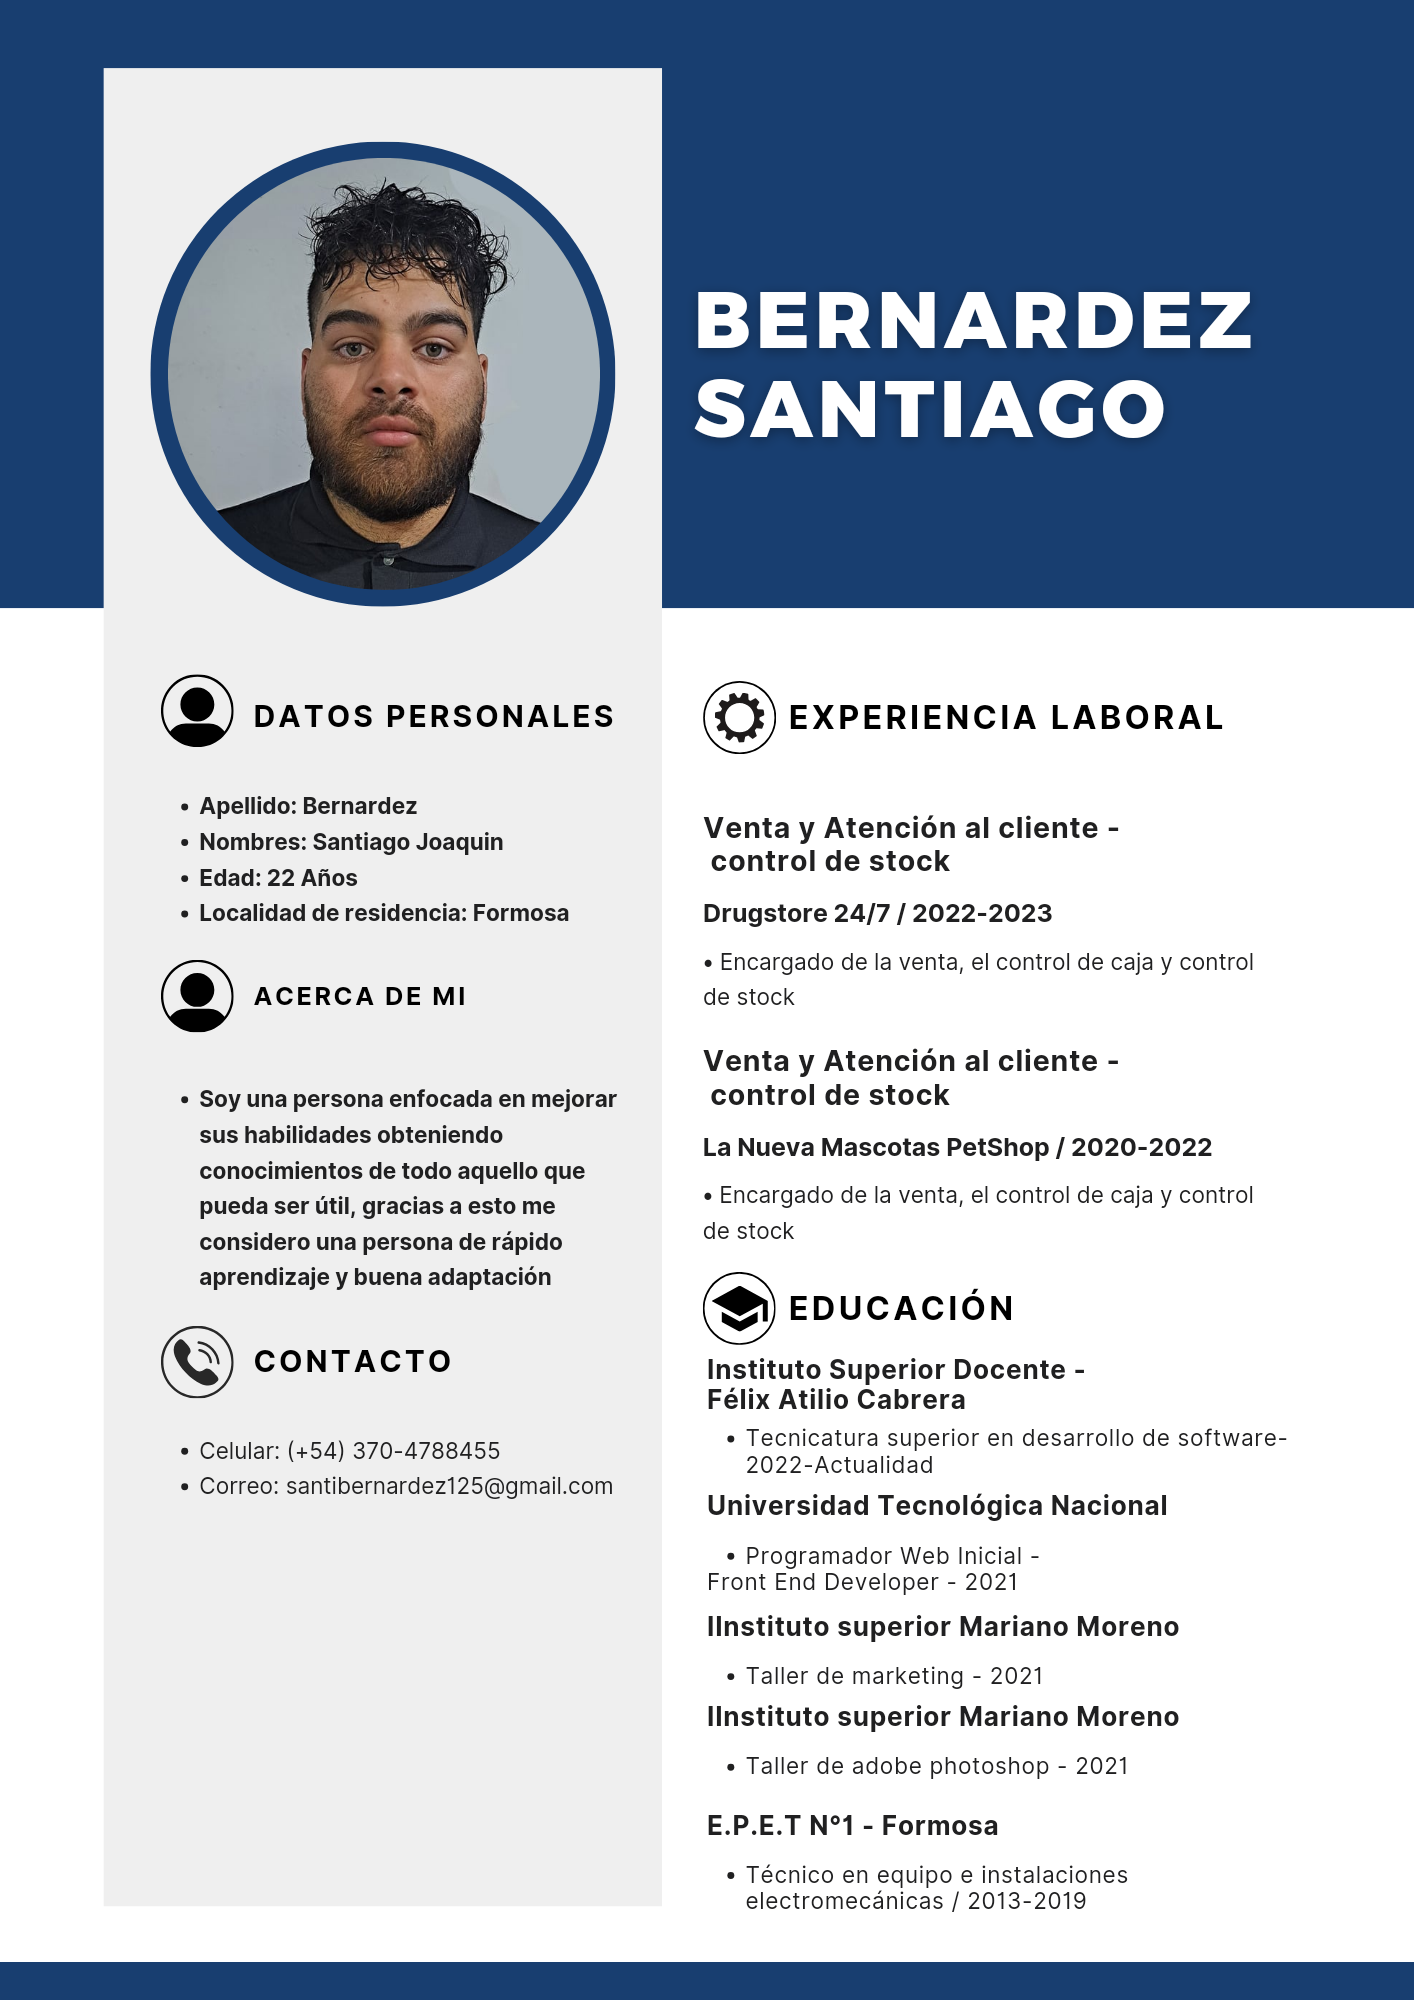 BERNARDEZ
SANTIAGO
DATOS PERSONALES
• Apellido: Bernardez
• Nombres: Santiago Joaquin
• Edad: 22 Años
• Localidad de residencia: Formosa
ACERCA DE MI
• Soy una persona enfocada en mejorar
sus habilidades obteniendo
conocimientos de todo aquello que
pueda ser útil, gracias a esto me
considero una persona de rápido
aprendizaje y buena adaptación
CONTACTO
• Celular: (+54) 370-4788455
• Correo: santibernardez125@gmail.com
EXPERIENCIA LABORAL
Venta y Atención al cliente -
control de stock
Drugstore 24/7 / 2022-2023
• Encargado de la venta, el control de caja y control
de stock
Venta y Atención al cliente -
control de stock
La Nueva Mascotas PetShop / 2020-2022
• Encargado de la venta, el control de caja y control
de stock
EDUCACIÓN
Instituto Superior Docente -
Félix Atilio Cabrera
• Tecnicatura superior en desarrollo de software-
2022-Actualidad
Universidad Tecnológica Nacional
• Programador Web Inicial -
Front End Developer - 2021
IInstituto superior Mariano Moreno
• Taller de marketing - 2021
IInstituto superior Mariano Moreno
• Taller de adobe photoshop - 2021
E.P.E.T N°1 - Formosa
• Técnico en equipo e instalaciones
electromecánicas / 2013-2019